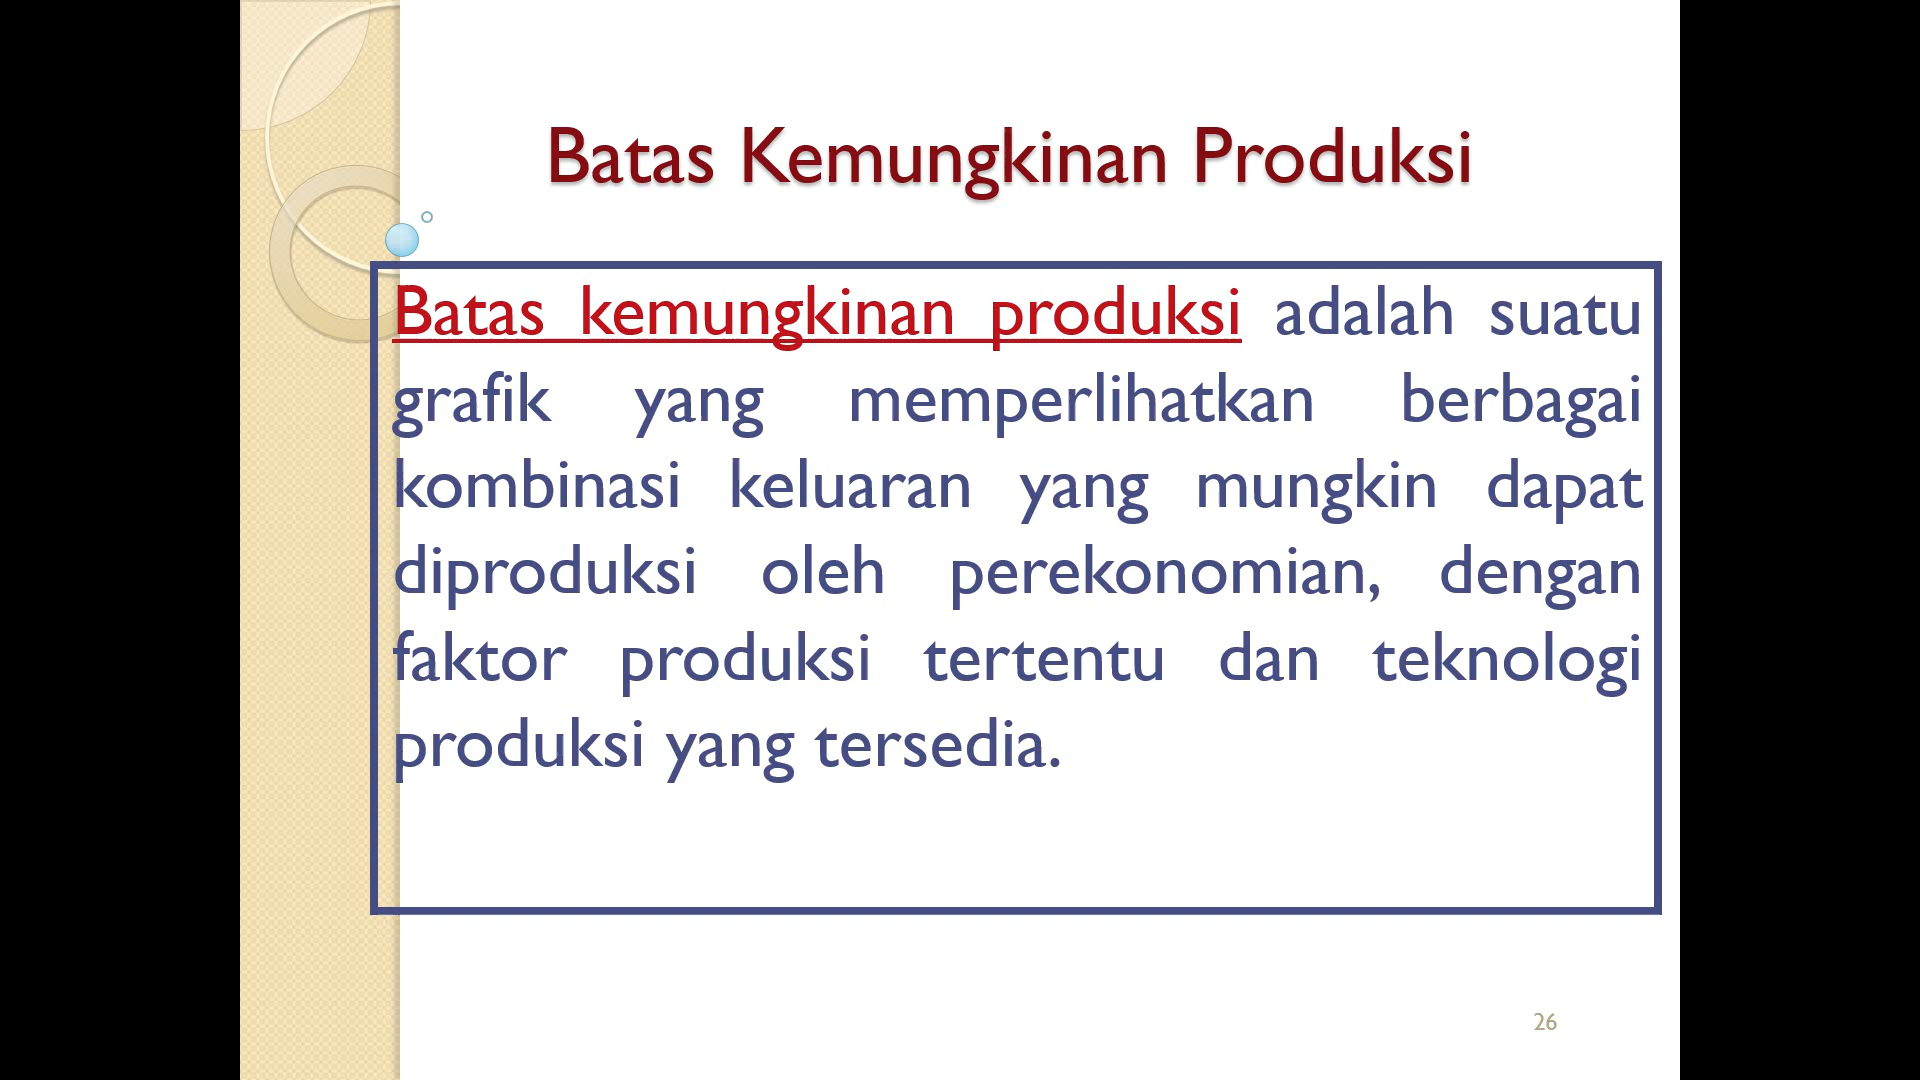 Batas Kemungkinan Produksi
Batas kemungkinan produksi adalah suatu
grafik yang memperlihatkan berbagai
kombinasi keluaran yang mungkin dapat
diproduksi oleh perekonomian, dengan
faktor produksi tertentu dan teknologi
produksi yang tersedia.
26